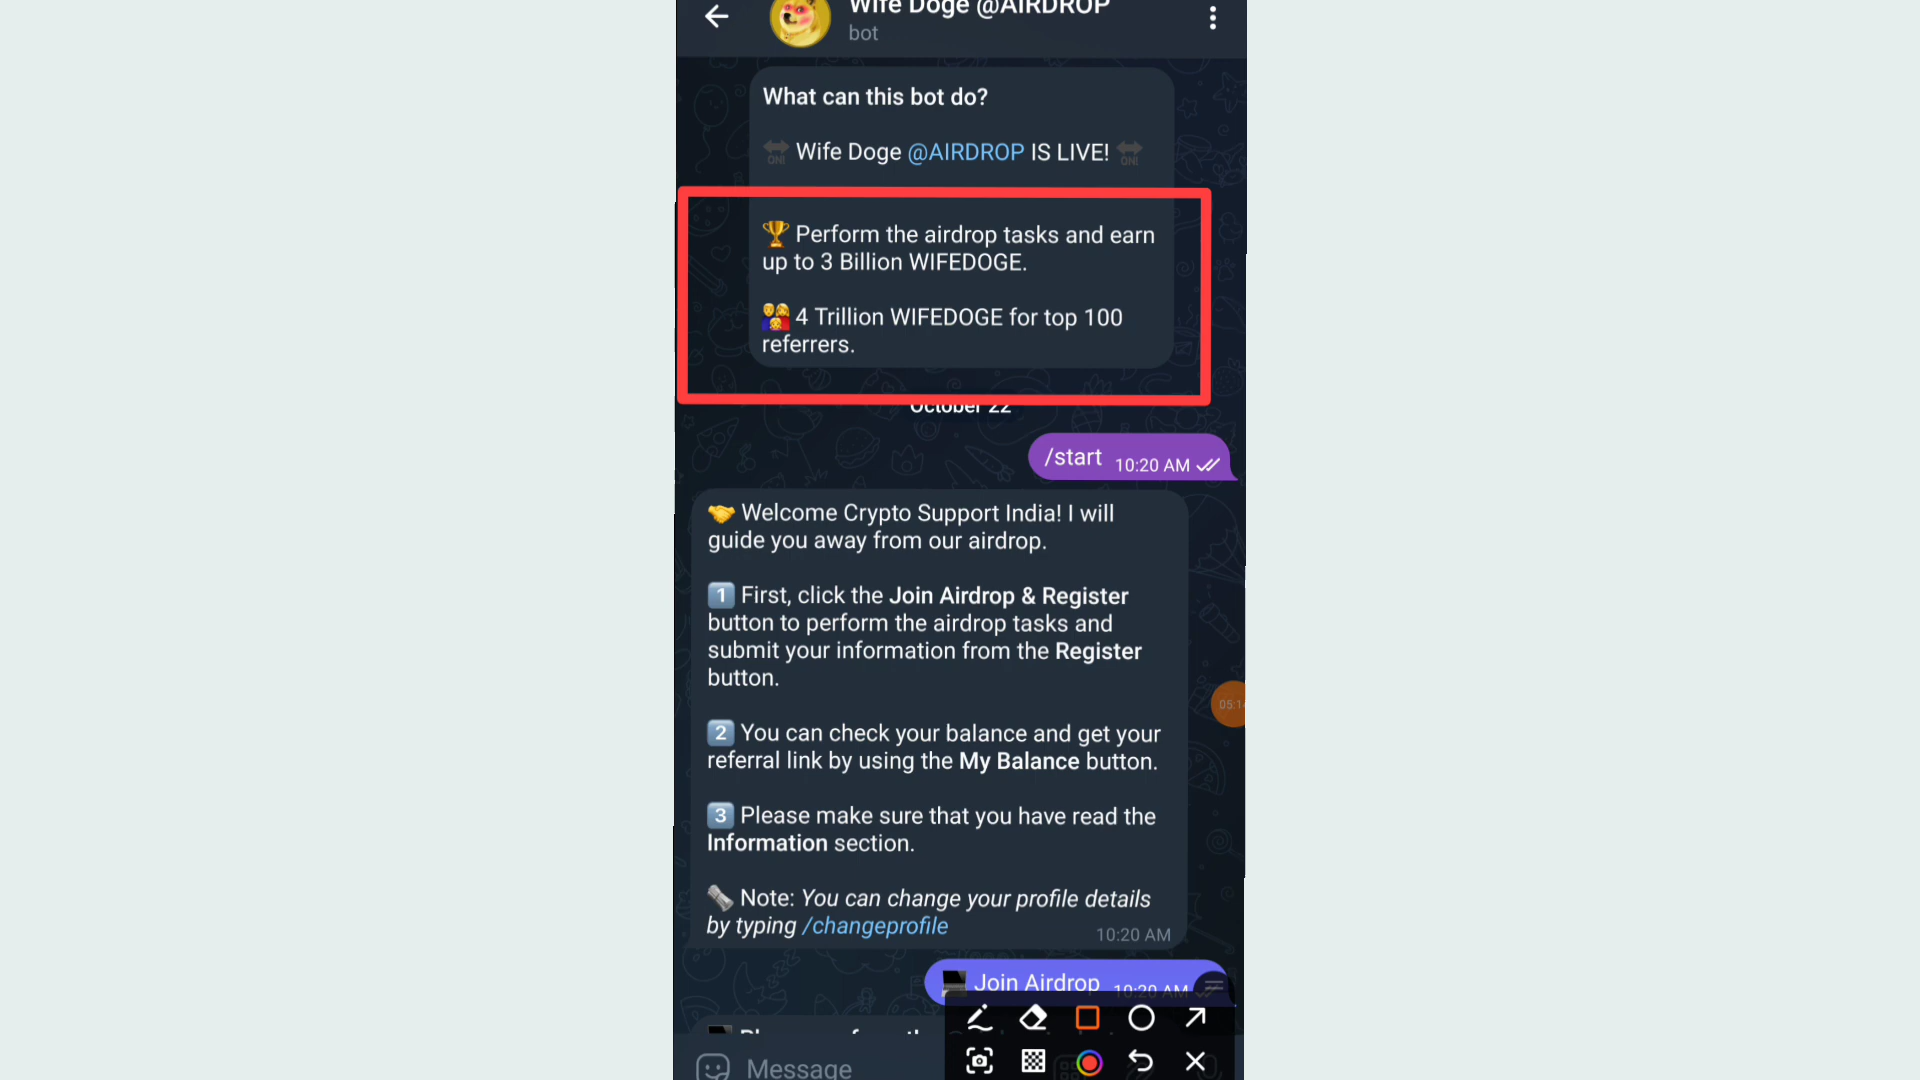 Wife Doge @AIRDROP
bot
What can this bot do?
Wife Doge @AIRDROP IS LIVE!
Perform the airdrop tasks and earn
up to 3 Billion WIFEDOGE.
4 Trillion WIFEDOGE for top 100
referrers.
October 22
/start 10:20 AM
Welcome Crypto Support India! I will
guide you away from our airdrop.
1 First, click the Join Airdrop & Register
button to perform the airdrop tasks and
submit your information from the Register
button.
2 You can check your balance and get your
referral link by using the My Balance button.
3 Please make sure that you have read the
Information section.
Note: You can change your profile details
by typing /changeprofile
10:20 AM
Join Airdrop 10:20 AM
Message